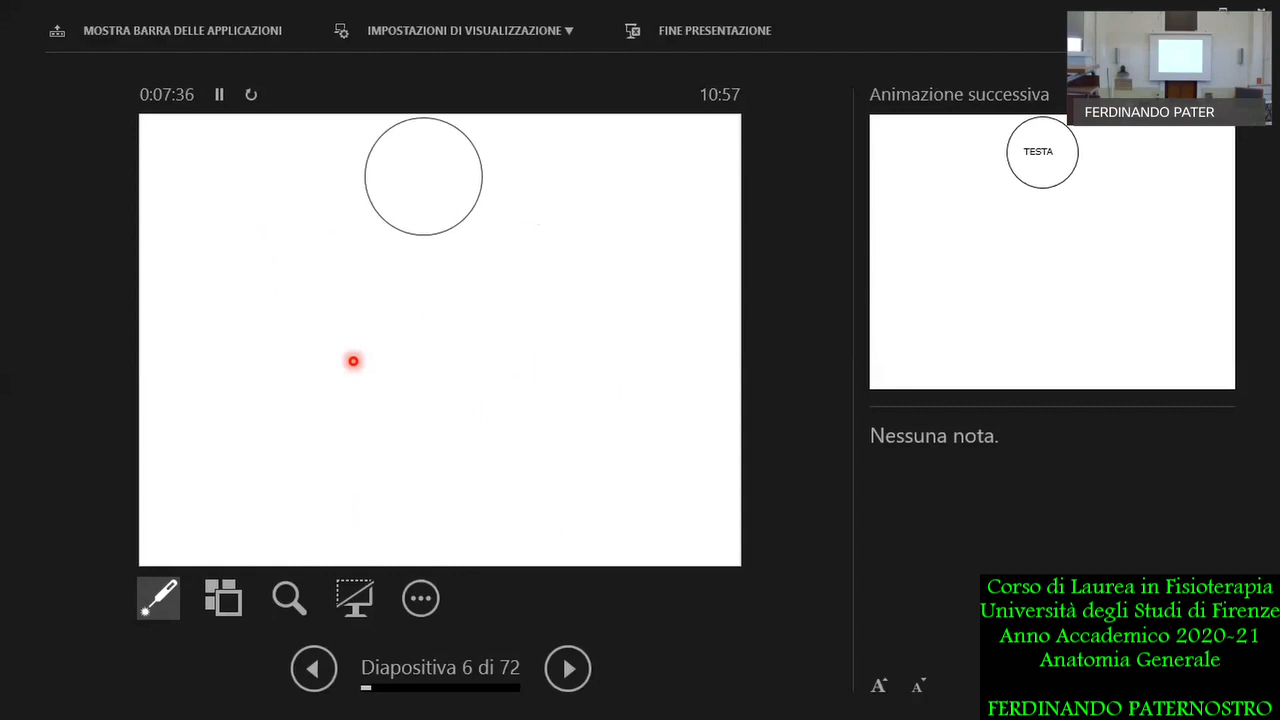 MOSTRA BARRA DELLE APPLICAZIONI
IMPOSTAZIONI DI VISUALIZZAZIONE ▼
FINE PRESENTAZIONE
0:07:36
10:57
Animazione successiva
FERDINANDO PATER
TESTA
Nessuna nota.
Diapositiva 6 di 72
A A
Corso di Laurea in Fisioterapia
Università degli Studi di Firenze
Anno Accademico 2020-21
Anatomia Generale
FERDINANDO PATERNOSTRO